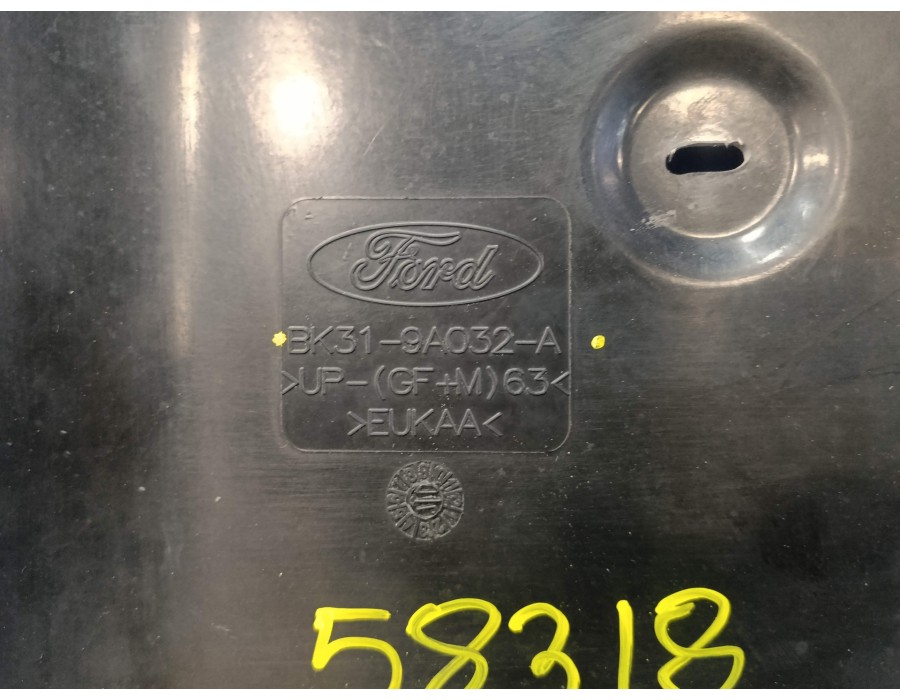 Ford
BK31-9A032-A
>UP-(GF+M)63<
>EUKAA<
58318